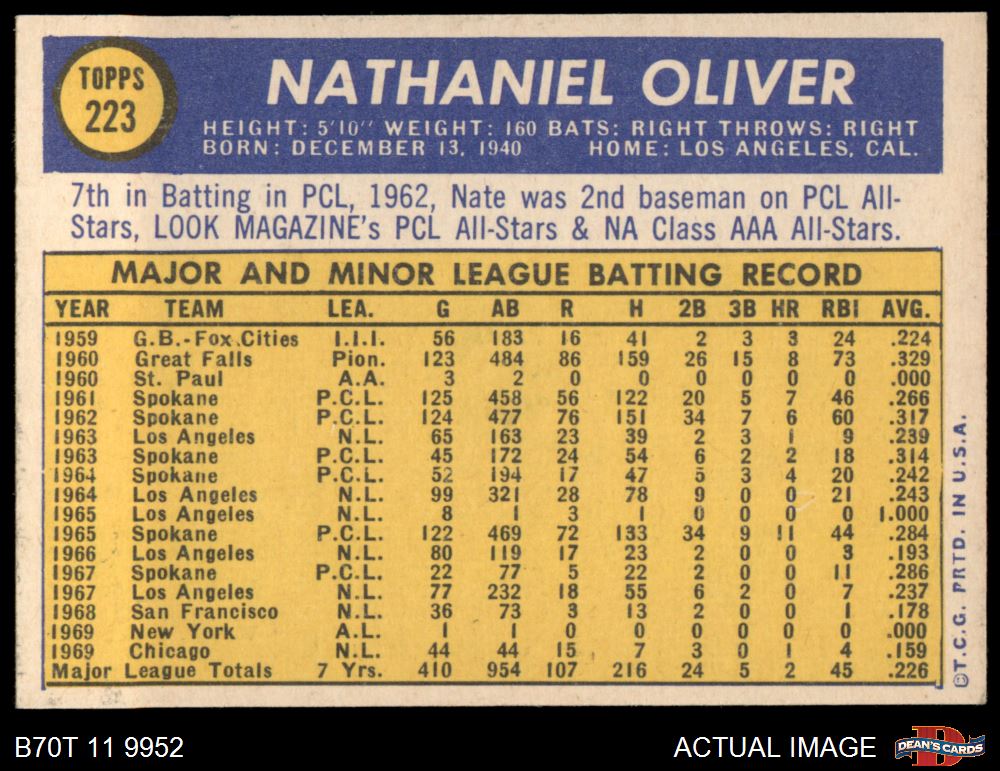 TOPPS
223
NATHANIEL OLIVER
HEIGHT: 5'10" WEIGHT: 160 BATS: RIGHT THROWS: RIGHT
BORN: DECEMBER 13, 1940 HOME: LOS ANGELES, CAL.
7th in Batting in PCL, 1962, Nate was 2nd baseman on PCL All-
Stars, LOOK MAGAZINE's PCL All-Stars & NA Class AAA All-Stars.
MAJOR AND MINOR LEAGUE BATTING RECORD
YEAR TEAM LEA. G AB R H 2B 3B HR RBI AVG.
1959 G.B.-Fox Cities I.I.I. 56 183 16 41 2 3 3 24 .224
1960 Great Falls Pion. 123 484 86 159 26 15 8 73 .329
1960 St. Paul A.A. 3 2 0 0 0 0 0 0 .000
1961 Spokane P.C.L. 125 458 56 122 20 5 7 46 .266
1962 Spokane P.C.L. 124 477 76 151 34 7 6 60 .317
1963 Los Angeles N.L. 65 163 23 39 2 3 1 9 .239
1963 Spokane P.C.L. 45 172 24 54 6 2 2 18 .314
1964 Spokane P.C.L. 52 194 17 47 5 3 4 20 .242
1964 Los Angeles N.L. 99 321 28 78 9 0 0 21 .243
1965 Los Angeles N.L. 8 1 3 1 0 0 0 0 1.000
1965 Spokane P.C.L. 122 469 72 133 34 9 11 44 .284
1966 Los Angeles N.L. 80 119 17 23 2 0 0 3 .193
1967 Spokane P.C.L. 22 77 5 22 2 0 0 11 .286
1967 Los Angeles N.L. 77 232 18 55 6 2 0 7 .237
1968 San Francisco N.L. 36 73 3 13 2 0 0 1 .178
1969 New York A.L. 1 1 0 0 0 0 0 0 .000
1969 Chicago N.L. 44 44 15 7 3 0 1 4 .159
Major League Totals 7 Yrs. 410 954 107 216 24 5 2 45 .226
©T.C.G. PRTD. IN U.S.A.
B70T 11 9952
ACTUAL IMAGE
DEAN'S CARDS